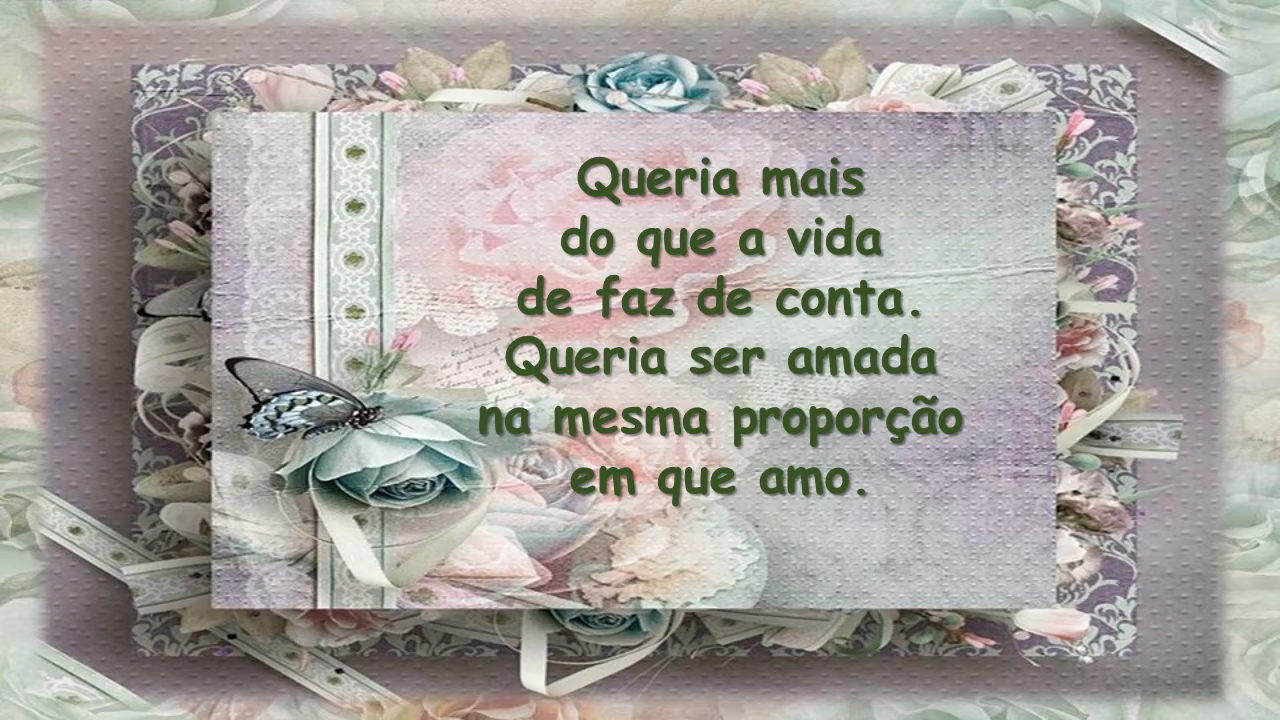 Queria mais
do que a vida
de faz de conta.
Queria ser amada
na mesma proporção
em que amo.